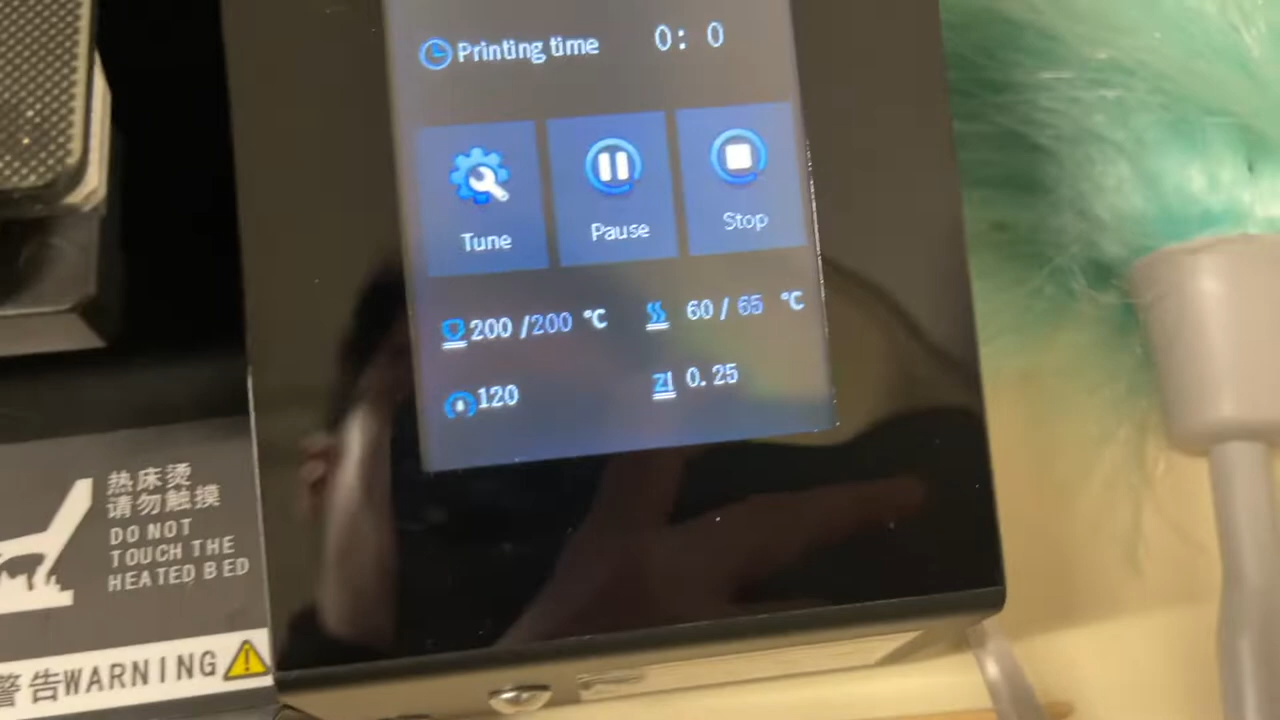 Printing time 0: 0
Tune
Pause
Stop
200 /200 °C
60 / 65 °C
120
Z 0.25
热床烫
请勿触摸
DO NOT
TOUCH THE
HEATED BED
警告WARNING